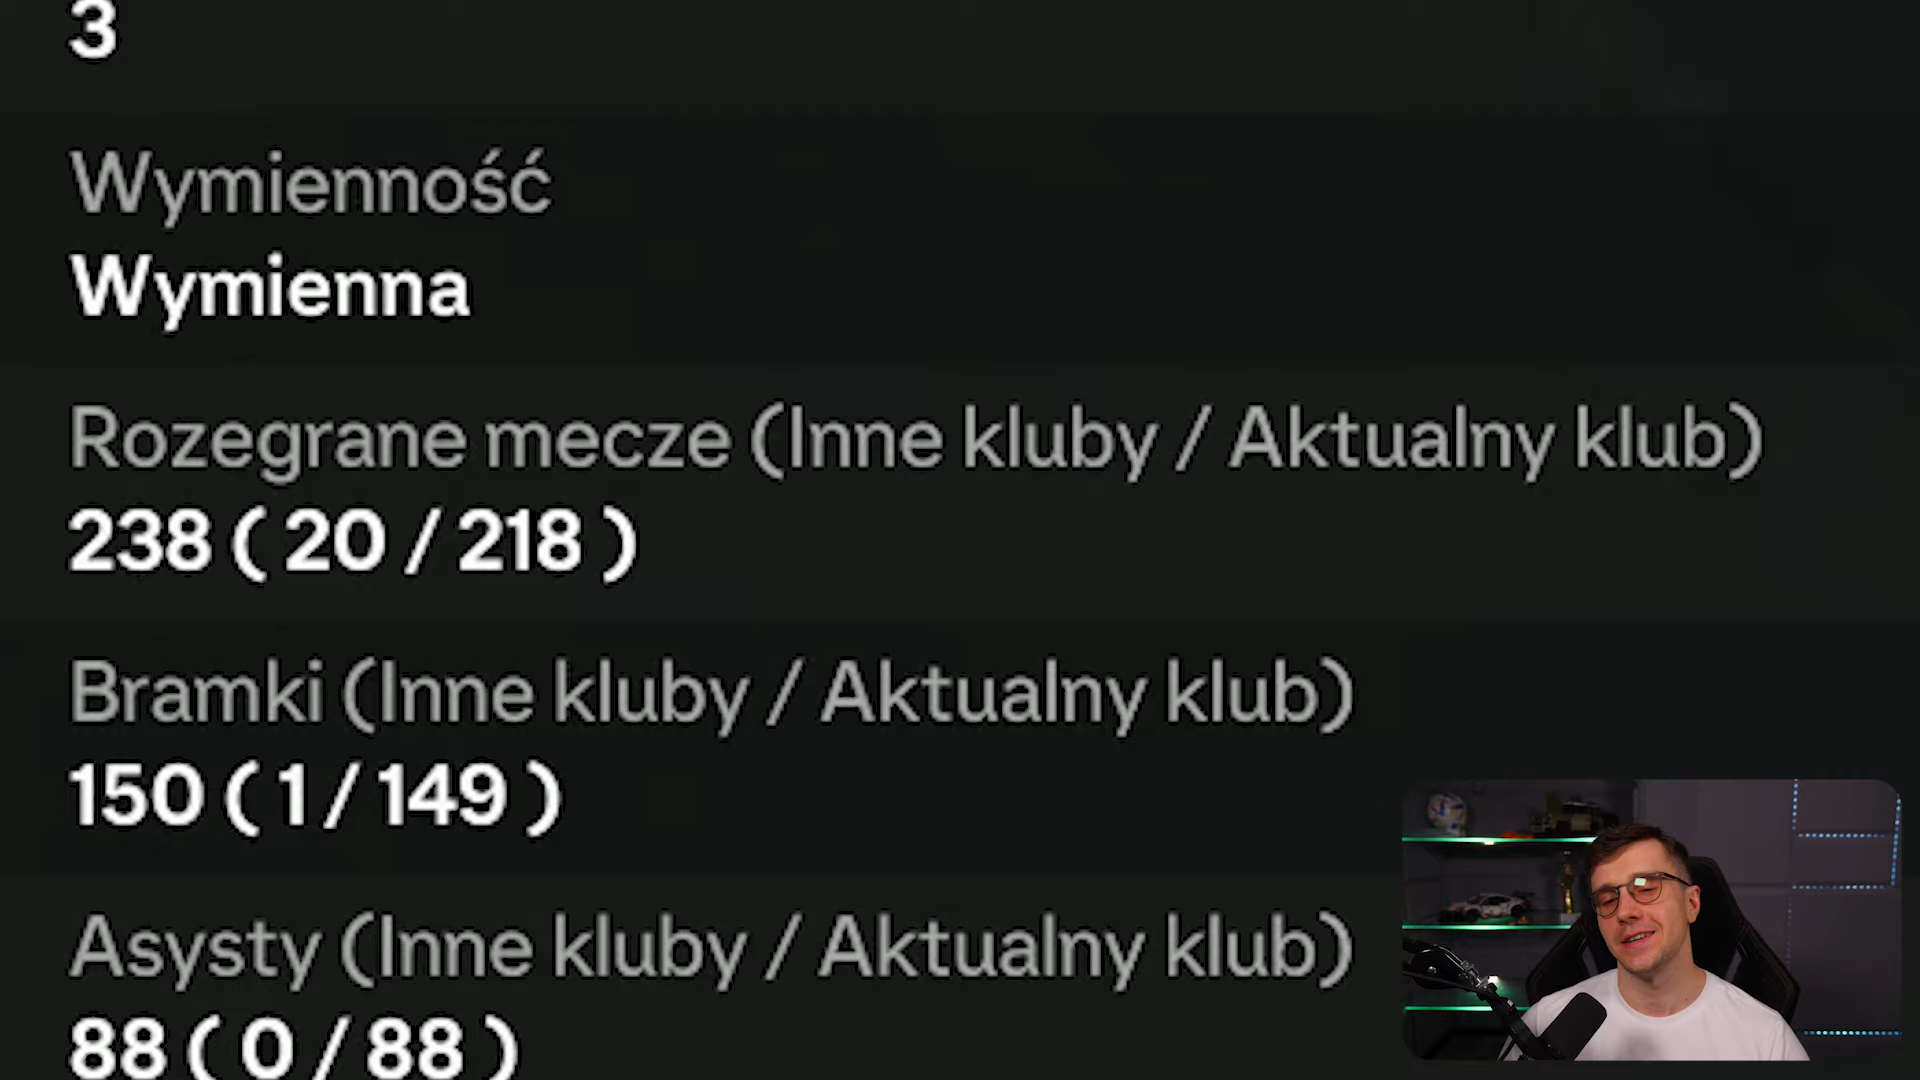 3
Wymienność
Wymienna
Rozegrane mecze (Inne kluby / Aktualny klub)
238 ( 20 / 218 )
Bramki (Inne kluby / Aktualny klub)
150 ( 1 / 149 )
Asysty (Inne kluby / Aktualny klub)
88 ( 0 / 88 )